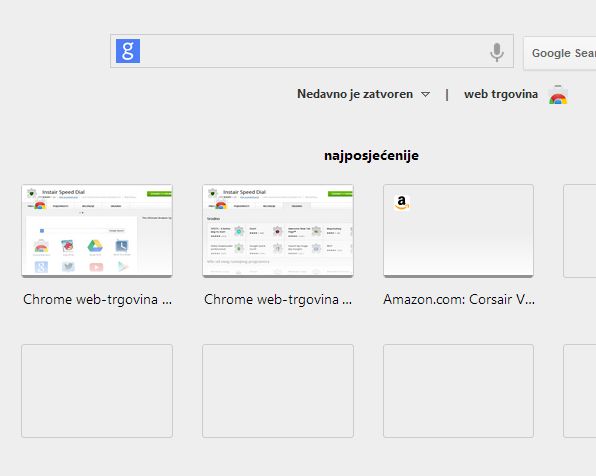 g
Google Sear
Nedavno je zatvoren | web trgovina
najposjećenije
Instair Speed Dial
Instair Speed Dial
a
Chrome web-trgovina ...
Chrome web-trgovina ...
Amazon.com: Corsair V...